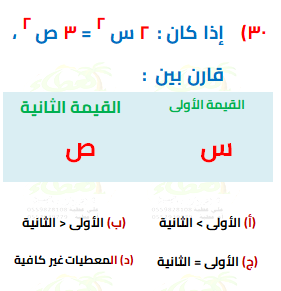 ٣٠) إذا كان : ٢ س ٢ = ٣ ص ٢ ،
قارن بين :
القيمة الأولى القيمة الثانية
س ص
(أ) الأولى > الثانية (ب) الأولى < الثانية
(ج) الأولى = الثانية (د) المعطيات غير كافية